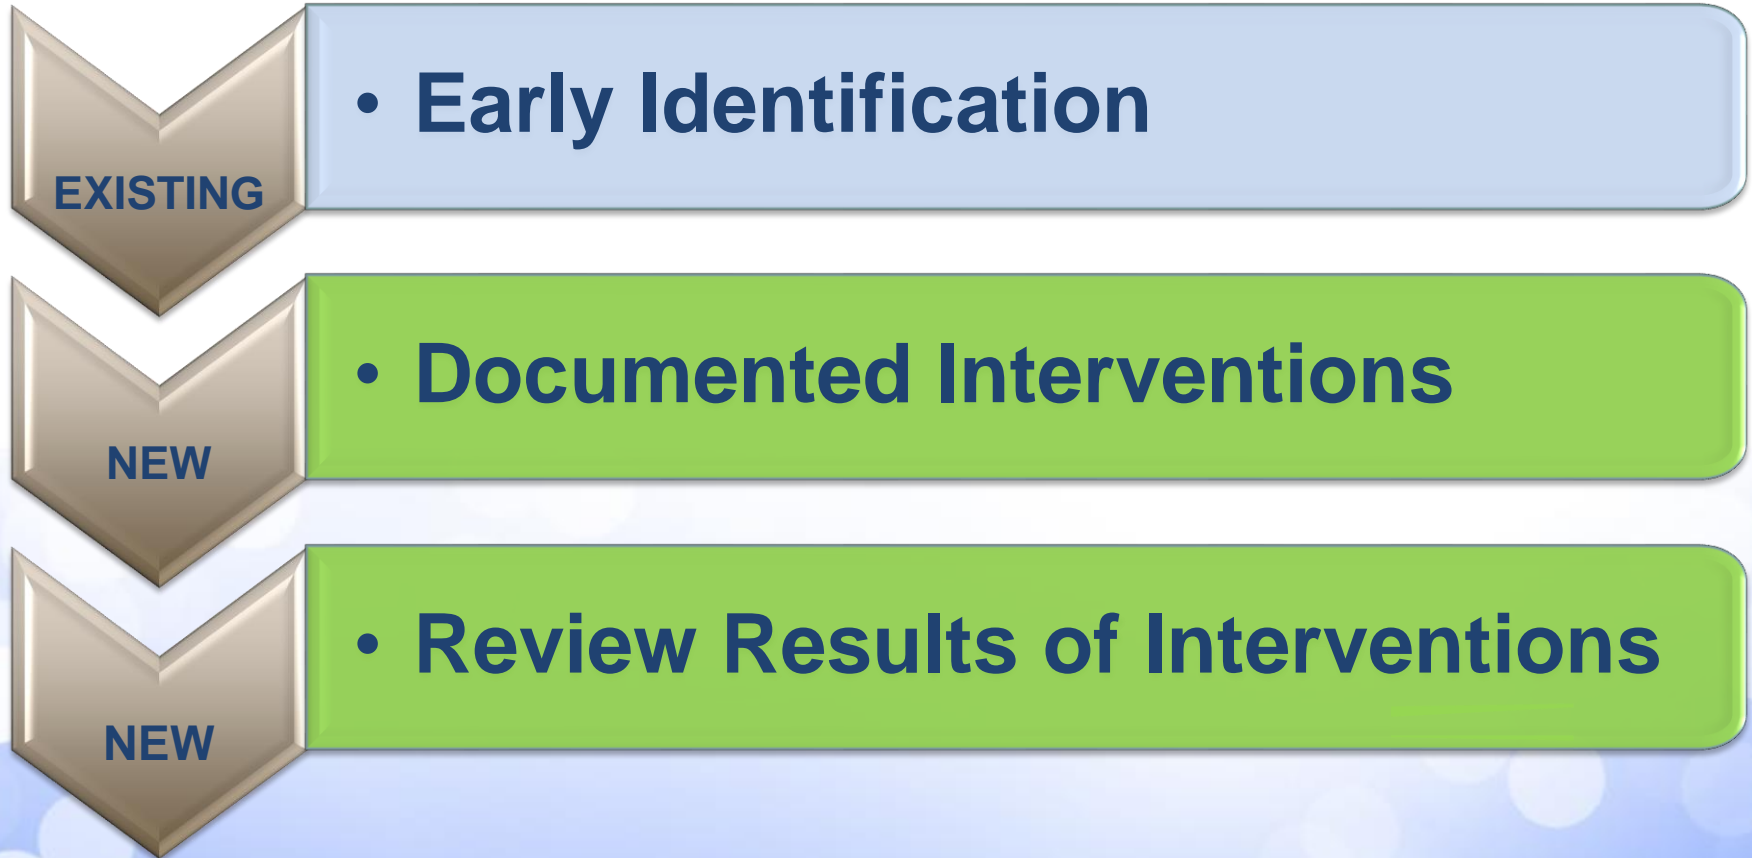 EXISTING
• Early Identification
NEW
• Documented Interventions
NEW
• Review Results of Interventions